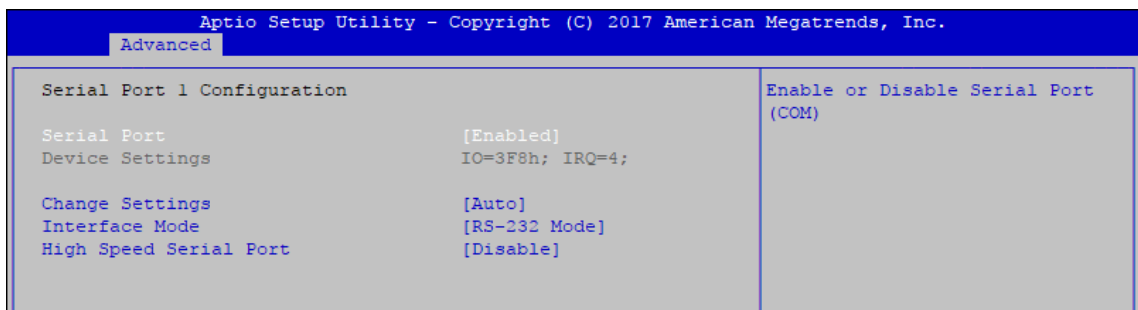 Aptio Setup Utility - Copyright (C) 2017 American Megatrends, Inc.
Advanced
Serial Port 1 Configuration
Serial Port [Enabled]
Device Settings IO=3F8h; IRQ=4;
Change Settings [Auto]
Interface Mode [RS-232 Mode]
High Speed Serial Port [Disable]
Enable or Disable Serial Port
(COM)